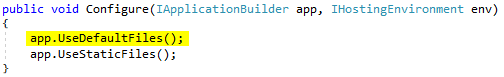 public void Configure(IApplicationBuilder app, IHostingEnvironment env)
{
    app.UseDefaultFiles();
    app.UseStaticFiles();
}